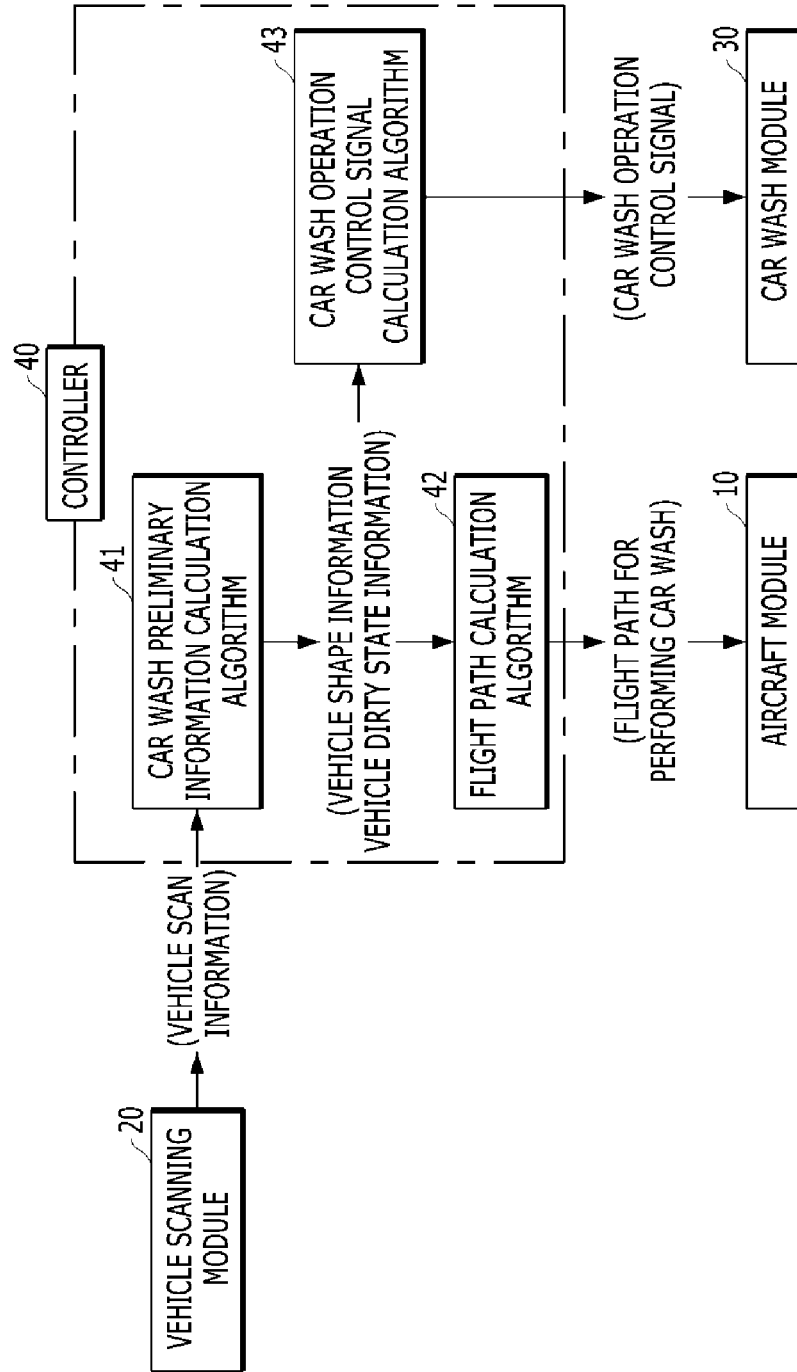 40
CONTROLLER
20
VEHICLE SCANNING
MODULE
(VEHICLE SCAN
INFORMATION)
41
CAR WASH PRELIMINARY
INFORMATION CALCULATION
ALGORITHM
(VEHICLE SHAPE INFORMATION
VEHICLE DIRTY STATE INFORMATION)
43
CAR WASH OPERATION
CONTROL SIGNAL
CALCULATION ALGORITHM
42
FLIGHT PATH CALCULATION
ALGORITHM
(FLIGHT PATH FOR
PERFORMING CAR WASH)
(CAR WASH OPERATION
CONTROL SIGNAL)
10
AIRCRAFT MODULE
30
CAR WASH MODULE